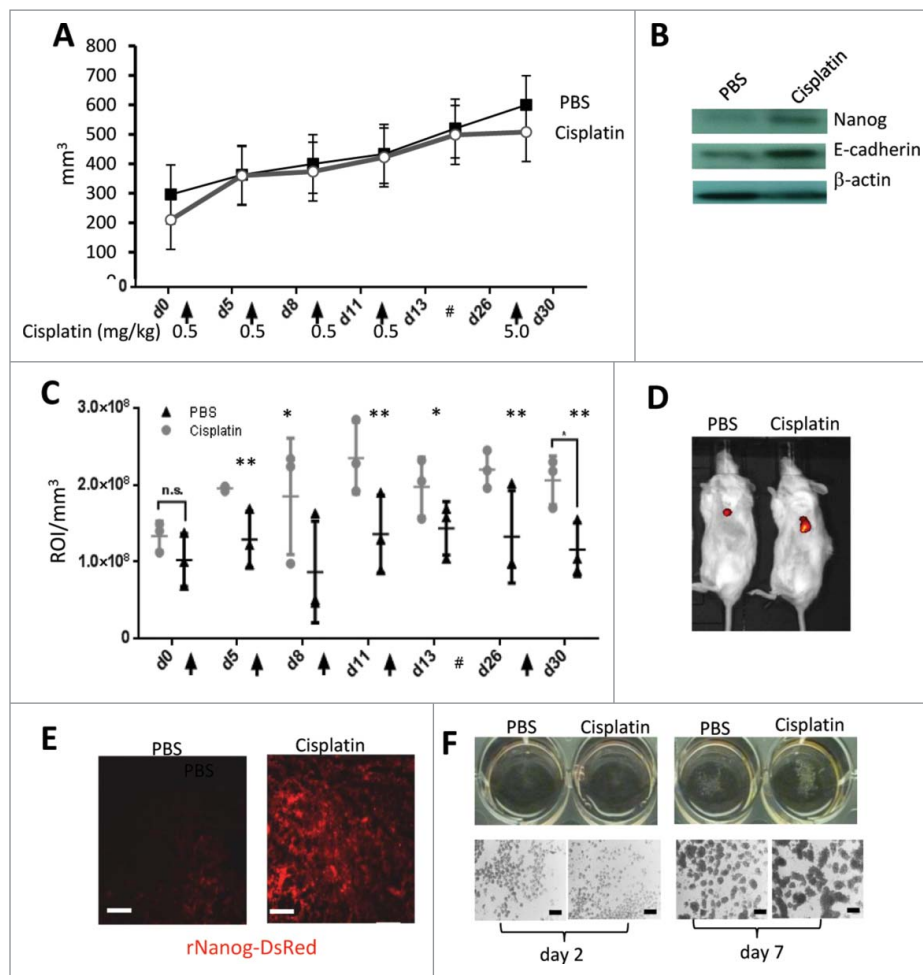 A
800
700
600
500
400
300
200
100
0
mm³
PBS
Cisplatin
d0
d5
d8
d11
d13
#
d26
d30
Cisplatin (mg/kg) 0.5 0.5 0.5 0.5 5.0
B
PBS Cisplatin
Nanog
E-cadherin
β-actin
C
3.0×10⁸
2.0×10⁸
1.0×10⁸
0
ROI/mm³
PBS
Cisplatin
n.s.
**
*
**
*
**
**
*
d0
d5
d8
d11
d13
#
d26
d30
D
PBS Cisplatin
E
PBS Cisplatin
PBS
rNanog-DsRed
F
PBS Cisplatin PBS Cisplatin
day 2 day 7